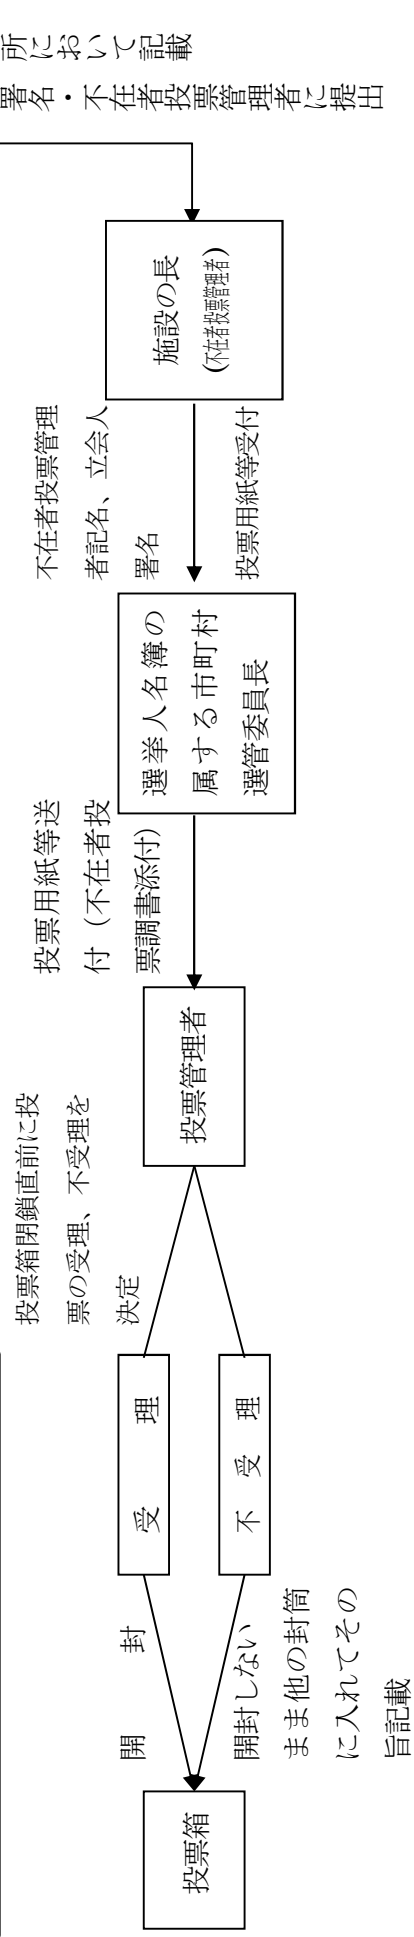 所において記載
署名・不在者投票管理者に提出
施設の長
(不在者投票管理者)
不在者投票管理
者記名、立会人
署名
投票用紙等受付
選挙人名簿の
属する市町村
選管委員長
投票用紙等送
付（不在者投
票調書添付）
投票管理者
投票箱閉鎖直前に投
票の受理、不受理を
決定
受　　理
不　受　理
開　　封
開封しない
まま他の封筒
に入れてその
旨記載
投票箱